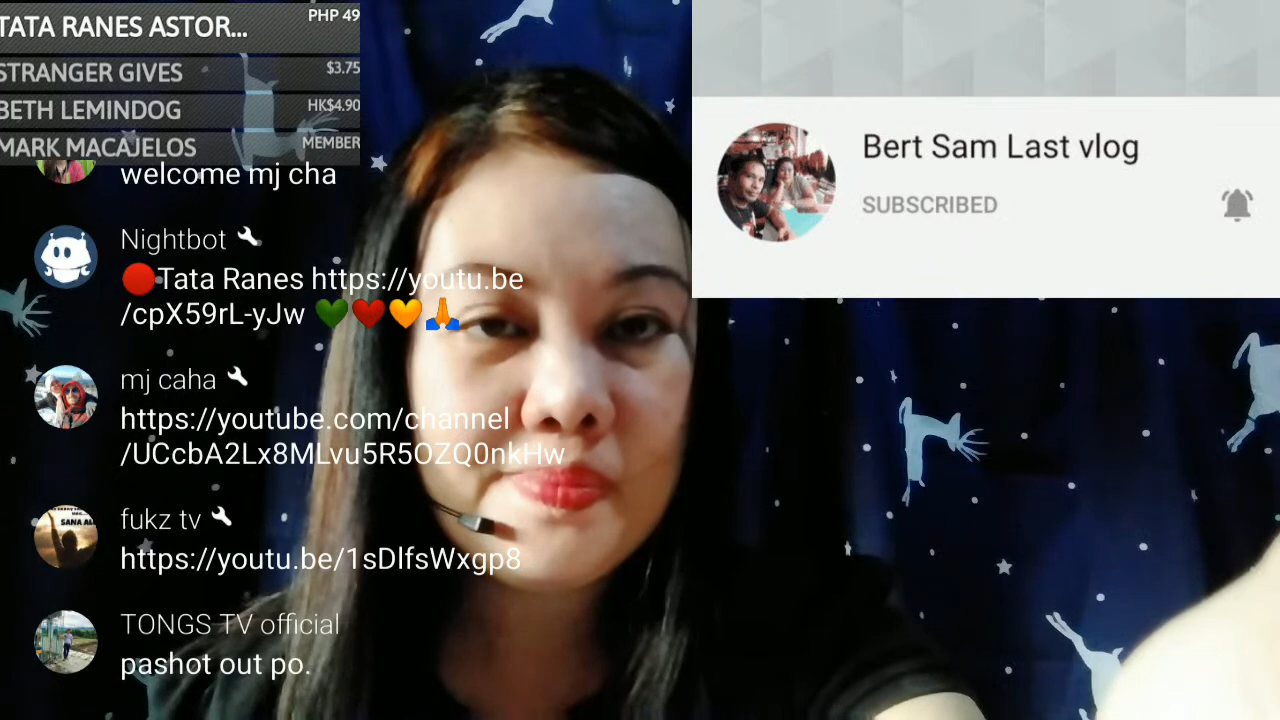 TATA RANES ASTOR... PHP 49
STRANGER GIVES $3.75
BETH LEMINDOG HK$4.90
MARK MACAJELOS MEMBER
welcome mj cha
Nightbot
🔴Tata Ranes https://youtu.be
/cpX59rL-yJw 💚❤️🧡🙏
mj caha
https://youtube.com/channel
/UCcbA2Lx8MLvu5R5OZQ0nkHw
fukz tv
SANA ALL
https://youtu.be/1sDlfsWxgp8
TONGS TV official
pashot out po.
Bert Sam Last vlog
SUBSCRIBED